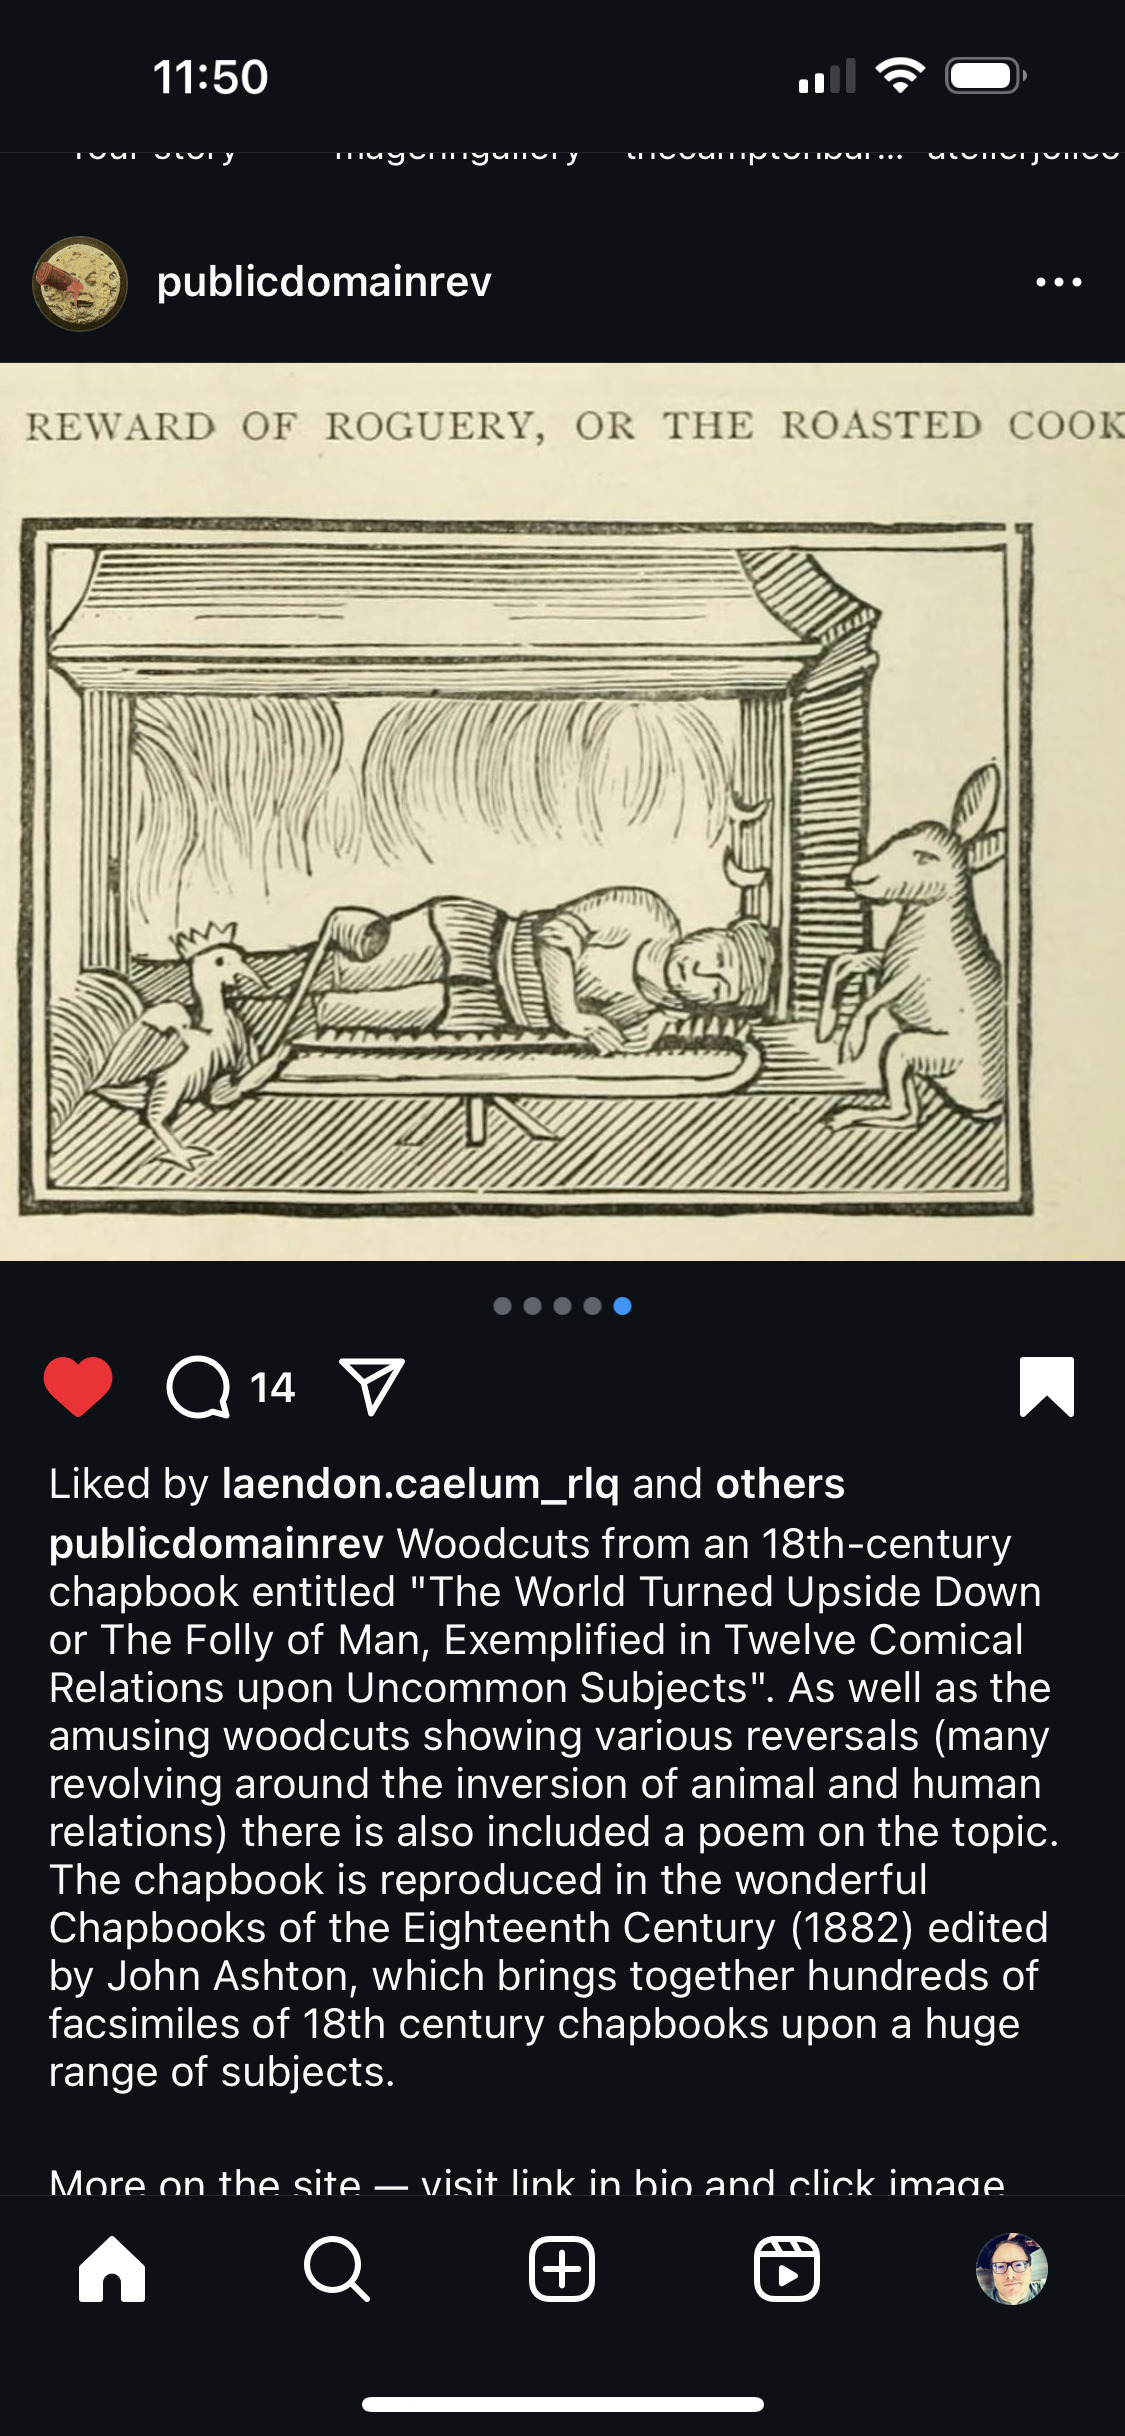 11:50
Your story mageringallery thecamptonbar... atelierjolieo
publicdomainrev
REWARD OF ROGUERY, OR THE ROASTED COOK
14
Liked by laendon.caelum_rlq and others
publicdomainrev Woodcuts from an 18th-century
chapbook entitled "The World Turned Upside Down
or The Folly of Man, Exemplified in Twelve Comical
Relations upon Uncommon Subjects". As well as the
amusing woodcuts showing various reversals (many
revolving around the inversion of animal and human
relations) there is also included a poem on the topic.
The chapbook is reproduced in the wonderful
Chapbooks of the Eighteenth Century (1882) edited
by John Ashton, which brings together hundreds of
facsimiles of 18th century chapbooks upon a huge
range of subjects.
More on the site — visit link in bio and click image